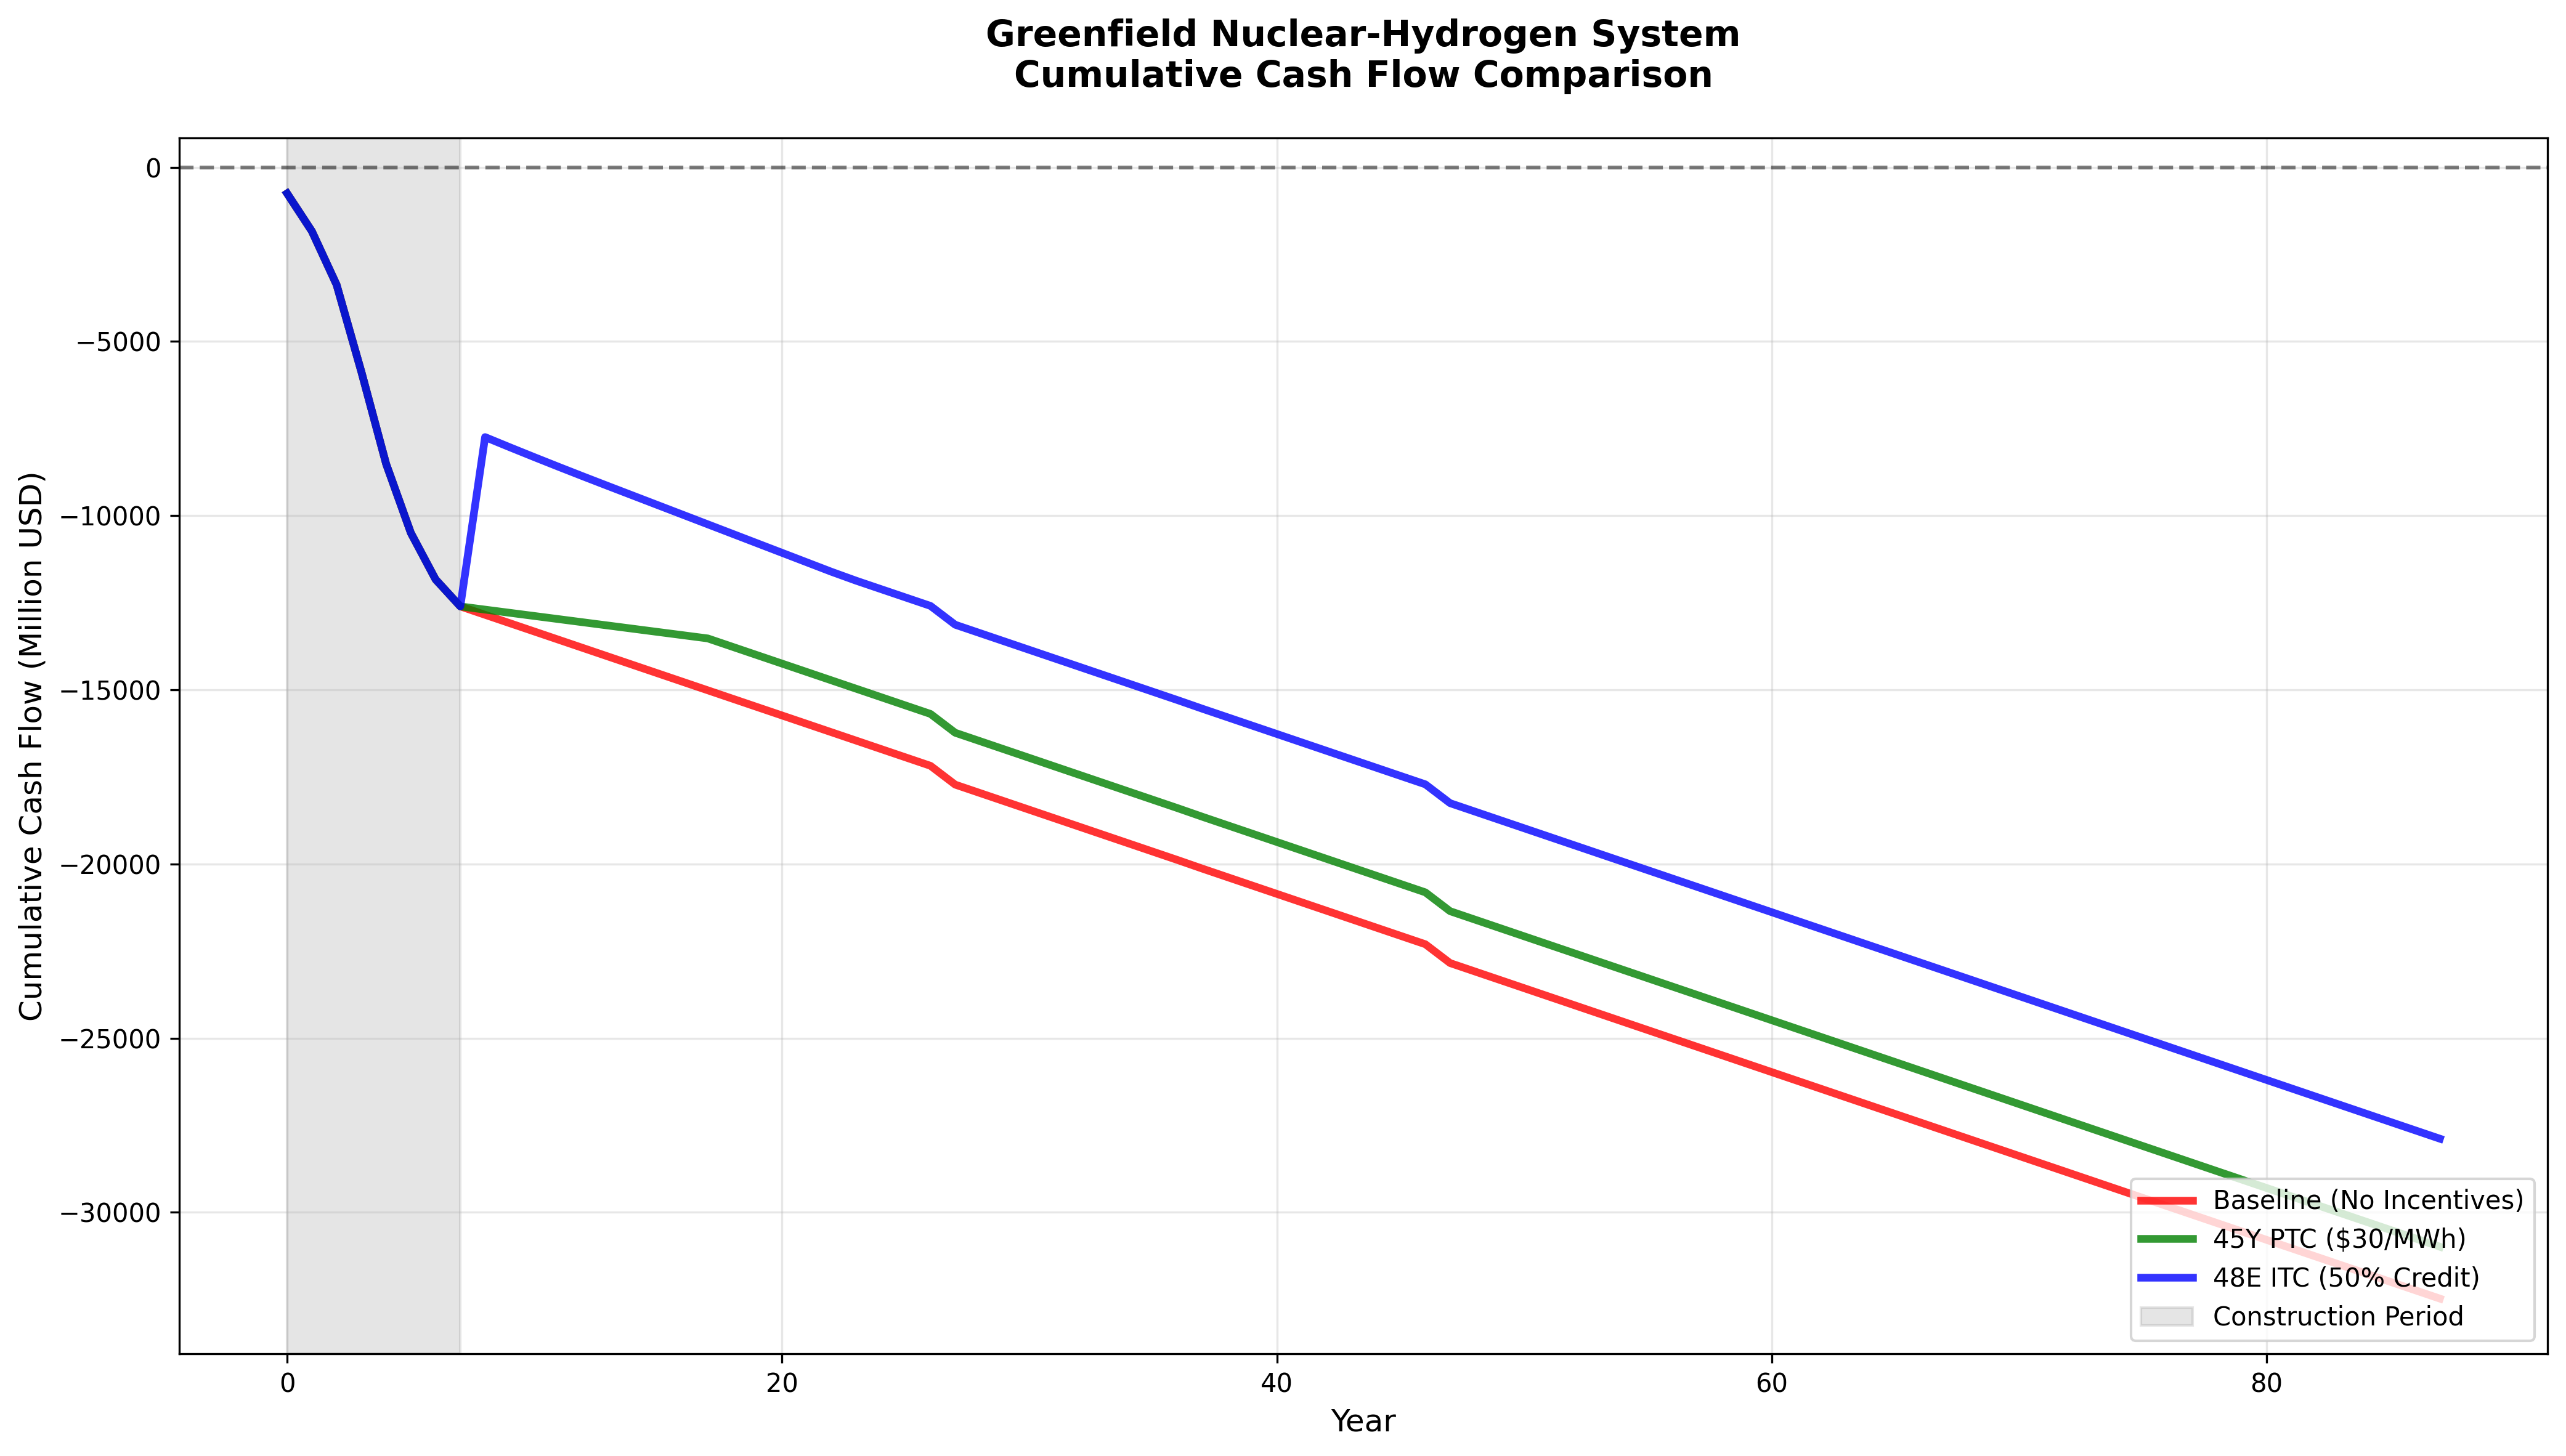 Greenfield Nuclear-Hydrogen System
Cumulative Cash Flow Comparison
Cumulative Cash Flow (Million USD)
0
−5000
−10000
−15000
−20000
−25000
−30000
0
20
40
60
80
Year
Baseline (No Incentives)
45Y PTC ($30/MWh)
48E ITC (50% Credit)
Construction Period